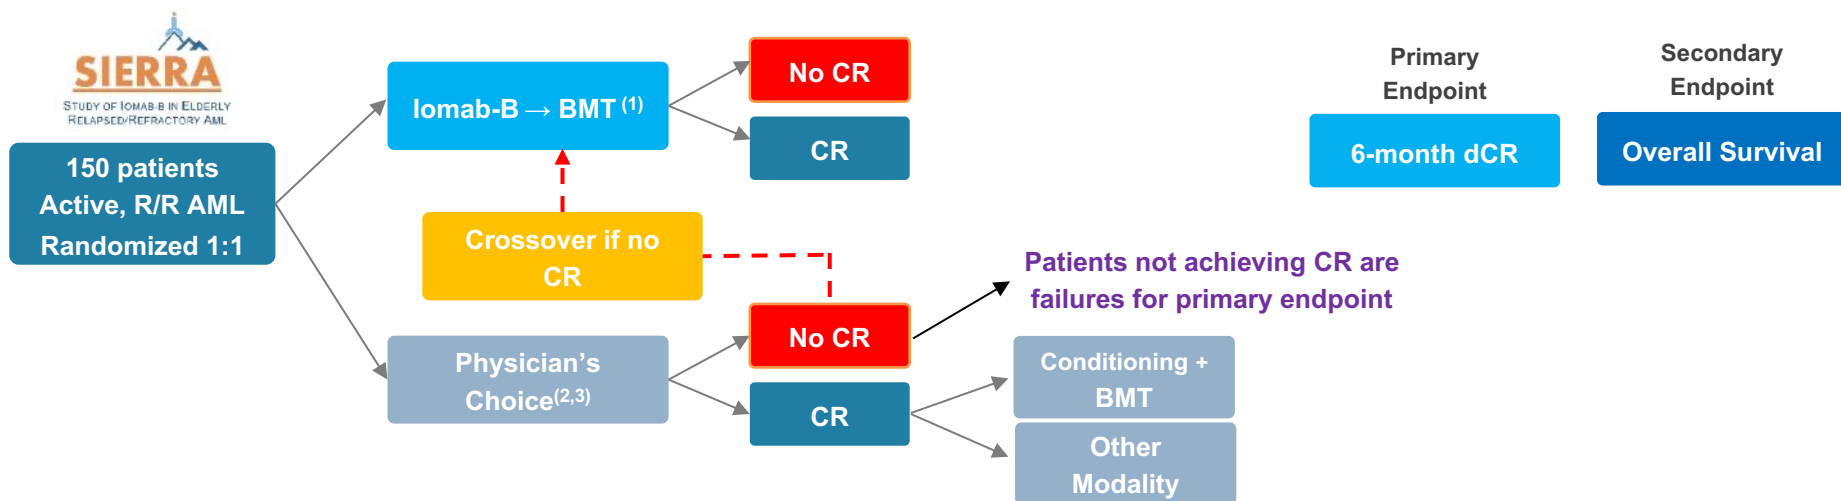 SIERRA
STUDY OF IOMAB-B IN ELDERLY
RELAPSED/REFRACTORY AML
150 patients
Active, R/R AML
Randomized 1:1
Iomab-B → BMT (1)
No CR
CR
Crossover if no
CR
Physician's
Choice(2,3)
No CR
CR
Patients not achieving CR are
failures for primary endpoint
Conditioning +
BMT
Other
Modality
Primary
Endpoint
6-month dCR
Secondary
Endpoint
Overall Survival